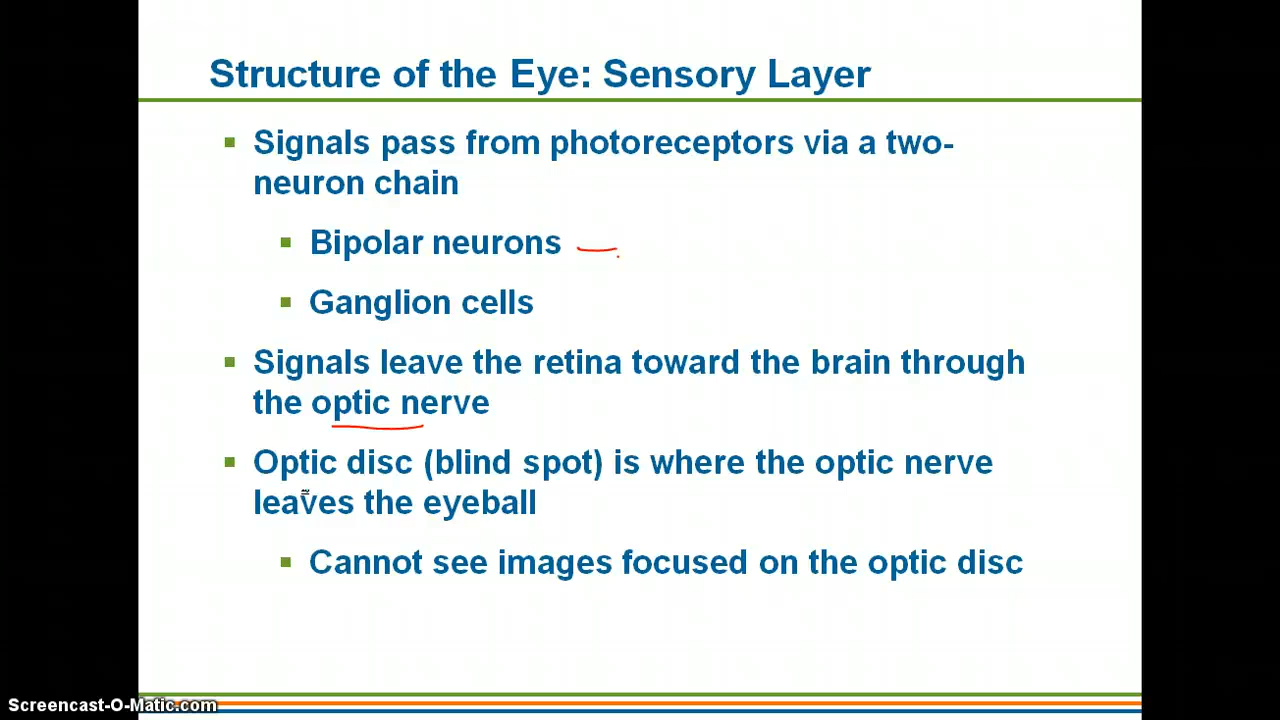 Structure of the Eye: Sensory Layer
Signals pass from photoreceptors via a two-
neuron chain
Bipolar neurons
Ganglion cells
Signals leave the retina toward the brain through
the optic nerve
Optic disc (blind spot) is where the optic nerve
leaves the eyeball
Cannot see images focused on the optic disc
Screencast-O-Matic.com